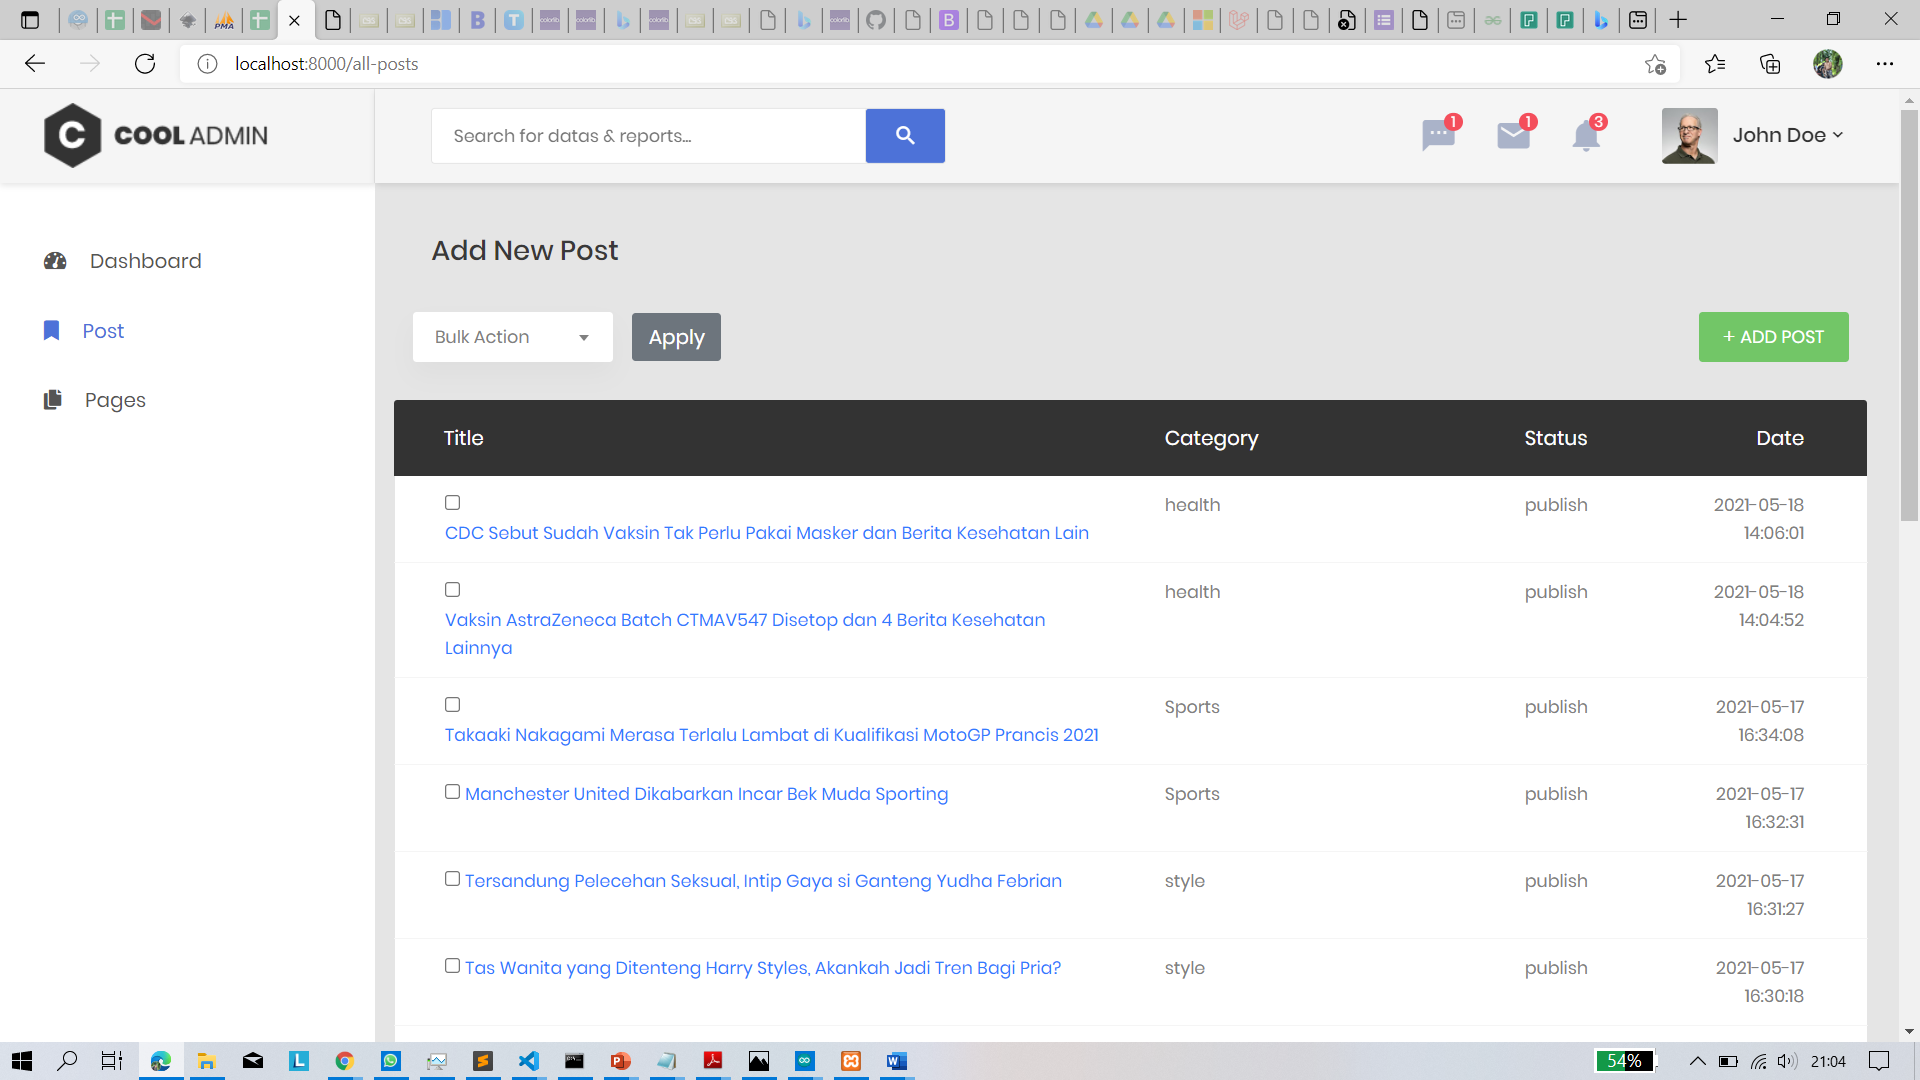 localhost:8000/all-posts
C COOL ADMIN
Search for datas & reports...
1
1
3
John Doe
Dashboard
Post
Pages
Add New Post
Bulk Action
Apply
+ ADD POST
Title Category Status Date
health publish 2021-05-18
CDC Sebut Sudah Vaksin Tak Perlu Pakai Masker dan Berita Kesehatan Lain 14:06:01
health publish 2021-05-18
Vaksin AstraZeneca Batch CTMAV547 Disetop dan 4 Berita Kesehatan 14:04:52
Lainnya
Sports publish 2021-05-17
Takaaki Nakagami Merasa Terlalu Lambat di Kualifikasi MotoGP Prancis 2021 16:34:08
Manchester United Dikabarkan Incar Bek Muda Sporting Sports publish 2021-05-17
16:32:31
Tersandung Pelecehan Seksual, Intip Gaya si Ganteng Yudha Febrian style publish 2021-05-17
16:31:27
Tas Wanita yang Ditenteng Harry Styles, Akankah Jadi Tren Bagi Pria? style publish 2021-05-17
16:30:18
54%
21:04